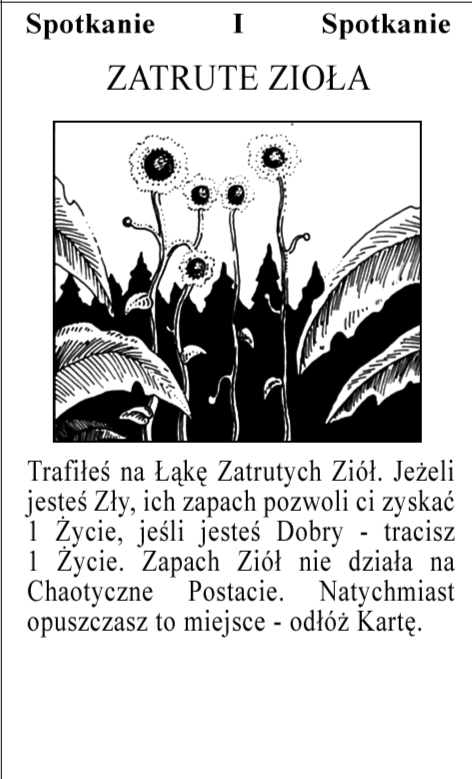 Spotkanie I Spotkanie
ZATRUTE ZIOŁA
Trafiłeś na Łąkę Zatrutych Ziół. Jeżeli
jesteś Zły, ich zapach pozwoli ci zyskać
1 Życie, jeśli jesteś Dobry - tracisz
1 Życie. Zapach Ziół nie działa na
Chaotyczne Postacie. Natychmiast
opuszczasz to miejsce - odłóż Kartę.